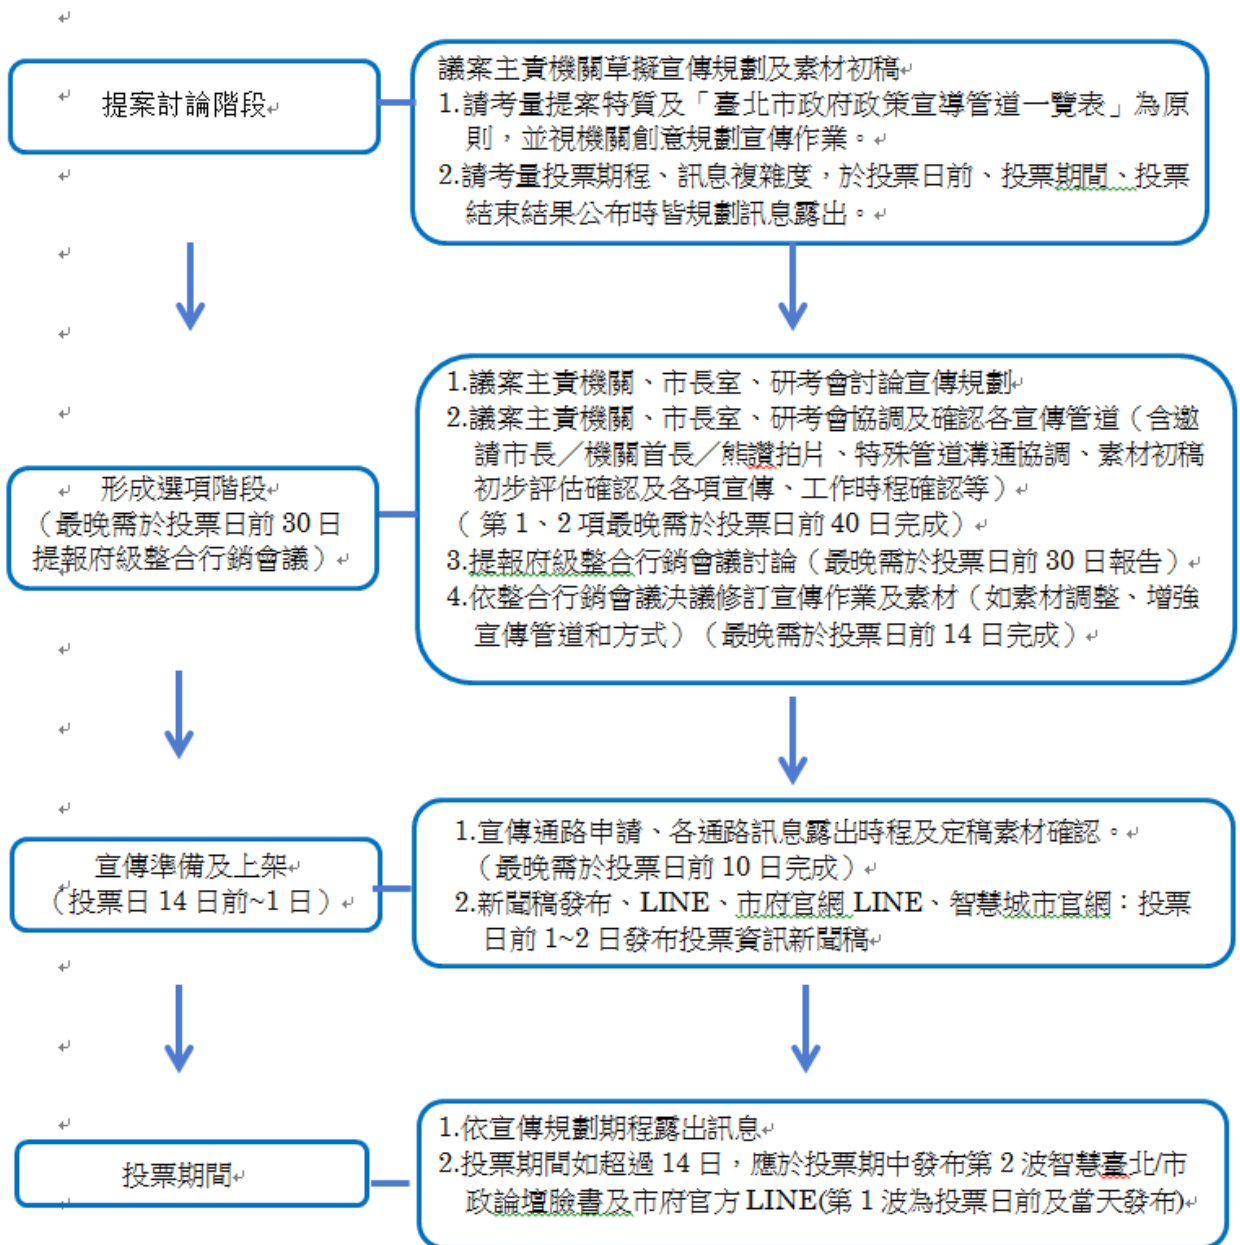 提案討論階段
議案主責機關草擬宣傳規劃及素材初稿
1.請考量提案特質及「臺北市政府政策宣導管道一覽表」為原
則，並視機關創意規劃宣傳作業。
2.請考量投票期程、訊息複雜度，於投票日前、投票期間、投票
結束結果公布時皆規劃訊息露出。
形成選項階段
（最晚需於投票日前 30 日
提報府級整合行銷會議）
1.議案主責機關、市長室、研考會討論宣傳規劃
2.議案主責機關、市長室、研考會協調及確認各宣傳管道（含邀
請市長／機關首長／熊讚拍片、特殊管道溝通協調、素材初稿
初步評估確認及各項宣傳、工作時程確認等）
（ 第 1、2 項最晚需於投票日前 40 日完成）
3.提報府級整合行銷會議討論（最晚需於投票日前 30 日報告）
4.依整合行銷會議決議修訂宣傳作業及素材（如素材調整、增強
宣傳管道和方式）（最晚需於投票日前 14 日完成）
宣傳準備及上架
（投票日 14 日前~1 日）
1.宣傳通路申請、各通路訊息露出時程及定稿素材確認。
（最晚需於投票日前 10 日完成）
2.新聞稿發布、LINE、市府官網 LINE、智慧城市官網：投票
日前 1~2 日發布投票資訊新聞稿
投票期間
1.依宣傳規劃期程露出訊息
2.投票期間如超過 14 日，應於投票期中發布第 2 波智慧臺北/市
政論壇臉書及市府官方 LINE(第 1 波為投票日前及當天發布)